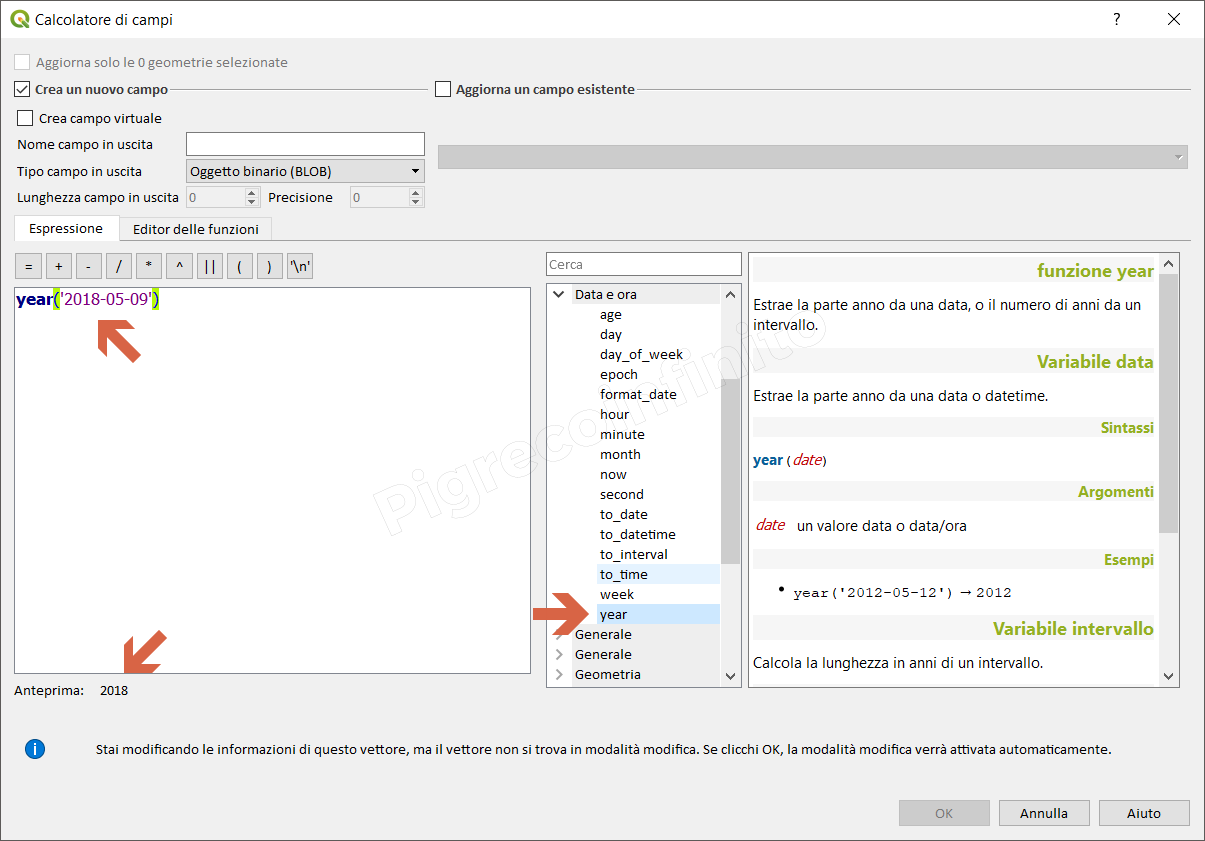 Calcolatore di campi
?
Aggiorna solo le 0 geometrie selezionate
Crea un nuovo campo
Aggiorna un campo esistente
Crea campo virtuale
Nome campo in uscita
Tipo campo in uscita Oggetto binario (BLOB)
Lunghezza campo in uscita 0 Precisione 0
Espressione Editor delle funzioni
= + - / * ^ || ( ) '\n'
year('2018-05-09')
Anteprima: 2018
Cerca
Data e ora
age
day
day_of_week
epoch
format_date
hour
minute
month
now
second
to_date
to_datetime
to_interval
to_time
week
year
Generale
Generale
Geometria
funzione year
Estrae la parte anno da una data, o il numero di anni da un
intervallo.
Variabile data
Estrae la parte anno da una data o datetime.
Sintassi
year (date)
Argomenti
date un valore data o data/ora
Esempi
• year('2012-05-12') → 2012
Variabile intervallo
Calcola la lunghezza in anni di un intervallo.
Pigrecoinfinito
i
Stai modificando le informazioni di questo vettore, ma il vettore non si trova in modalità modifica. Se clicchi OK, la modalità modifica verrà attivata automaticamente.
OK Annulla Aiuto